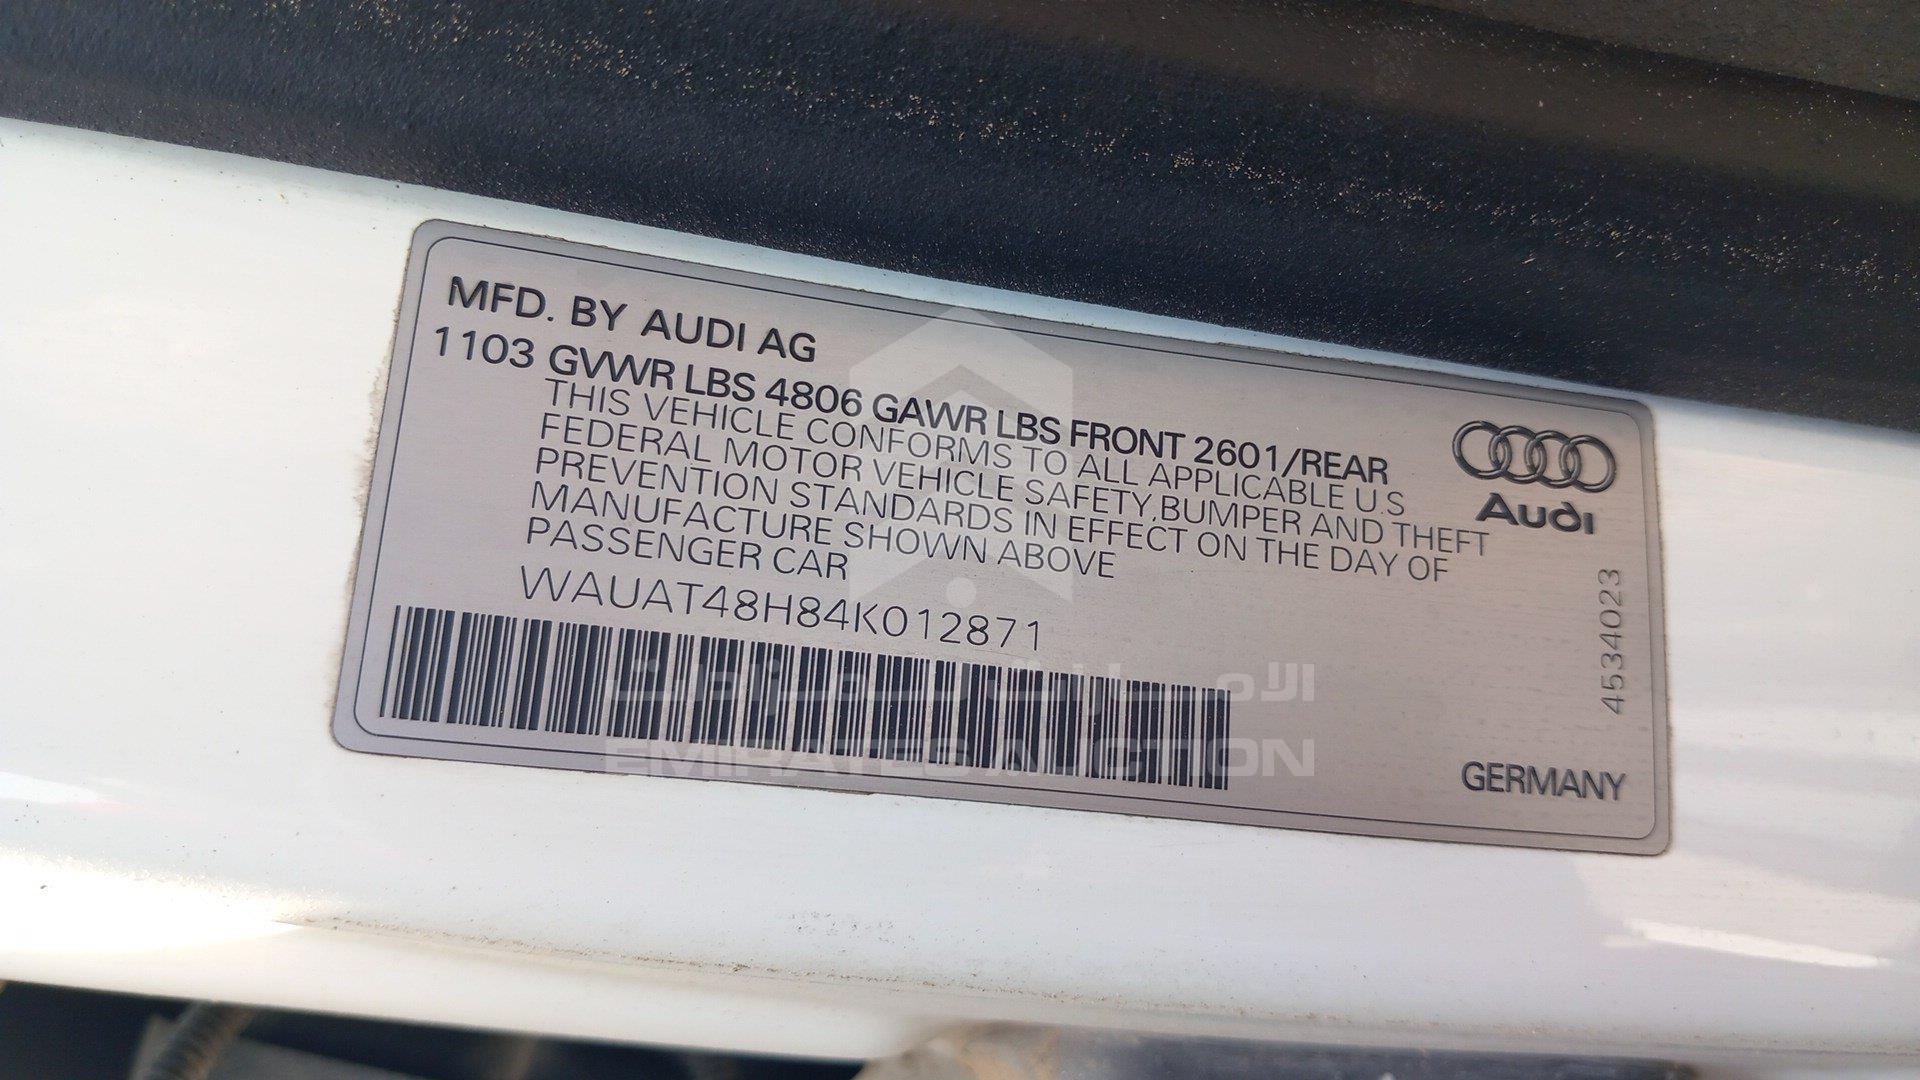 MFD. BY AUDI AG
1103 GVWR LBS 4806 GAWR LBS FRONT 2601/REAR
THIS VEHICLE CONFORMS TO ALL APPLICABLE U.S
FEDERAL MOTOR VEHICLE SAFETY,BUMPER AND THEFT
PREVENTION STANDARDS IN EFFECT ON THE DAY OF
MANUFACTURE SHOWN ABOVE
PASSENGER CAR
WAUAT48H84K012871
Audi
4534023
GERMANY
الامارات للمزادات
EMIRATES AUCTION